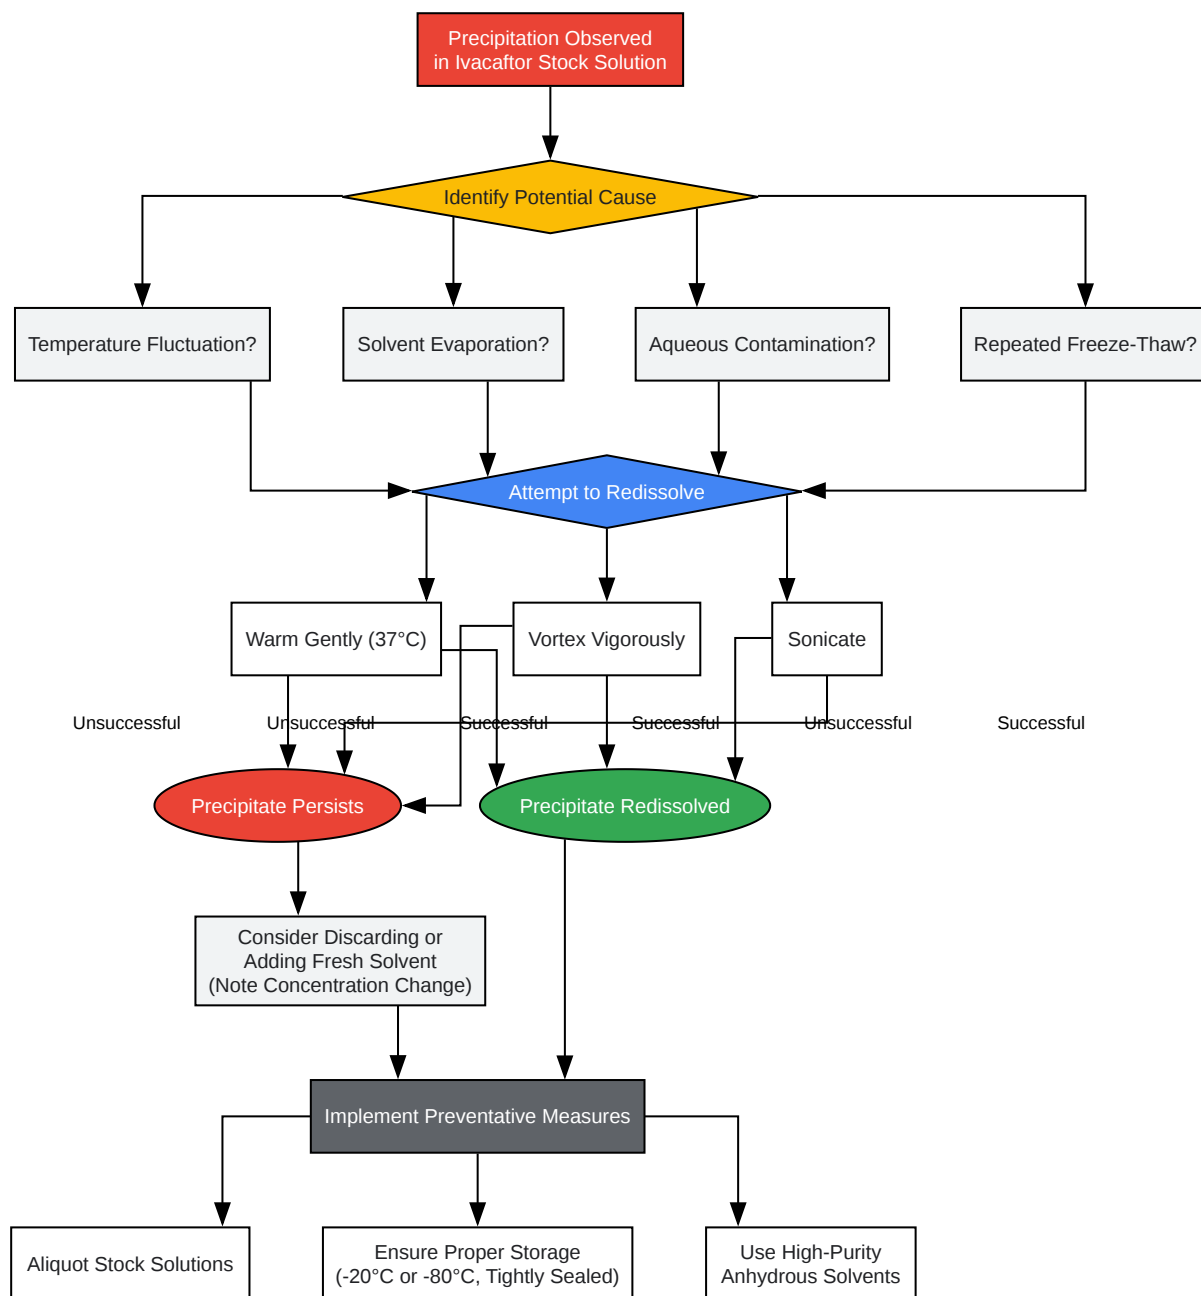 Precipitation Observed
in Ivacaftor Stock Solution
Identify Potential Cause
Temperature Fluctuation?
Solvent Evaporation?
Aqueous Contamination?
Repeated Freeze-Thaw?
Attempt to Redissolve
Warm Gently (37°C)
Vortex Vigorously
Sonicate
Unsuccessful
Unsuccessful
Successful
Successful
Unsuccessful
Successful
Precipitate Persists
Precipitate Redissolved
Consider Discarding or
Adding Fresh Solvent
(Note Concentration Change)
Implement Preventative Measures
Aliquot Stock Solutions
Ensure Proper Storage
(-20°C or -80°C, Tightly Sealed)
Use High-Purity
Anhydrous Solvents